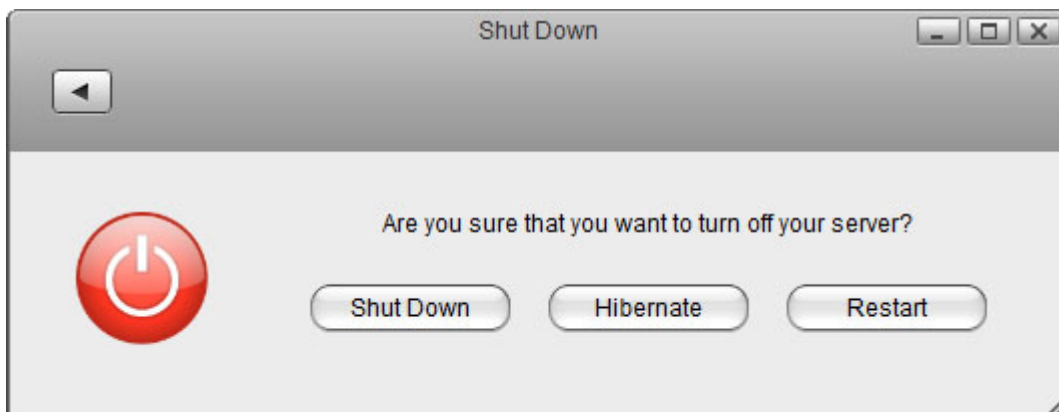 Shut Down
Are you sure that you want to turn off your server?
Shut Down Hibernate Restart